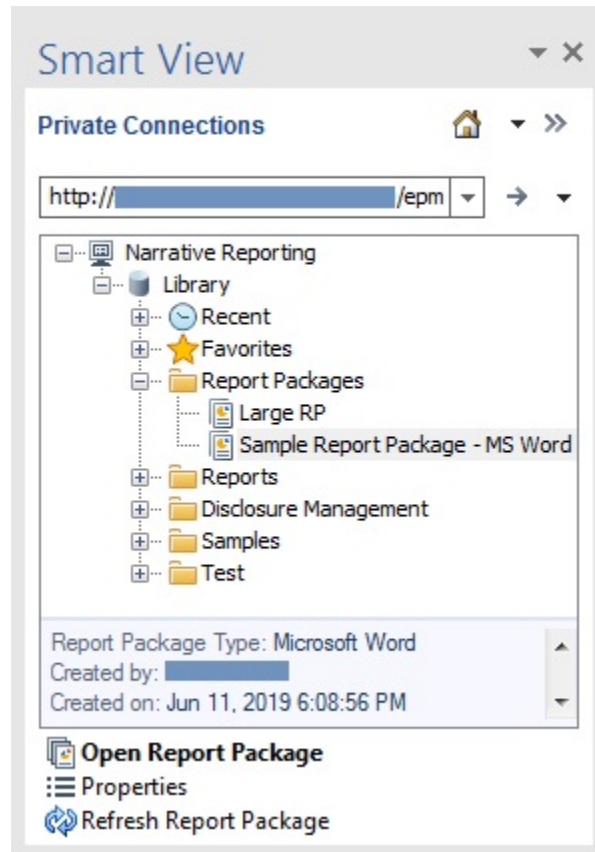 Smart View
Private Connections
http:// /epm
Narrative Reporting
Library
Recent
Favorites
Report Packages
Large RP
Sample Report Package - MS Word
Reports
Disclosure Management
Samples
Test
Report Package Type: Microsoft Word
Created by:
Created on: Jun 11, 2019 6:08:56 PM
Open Report Package
Properties
Refresh Report Package